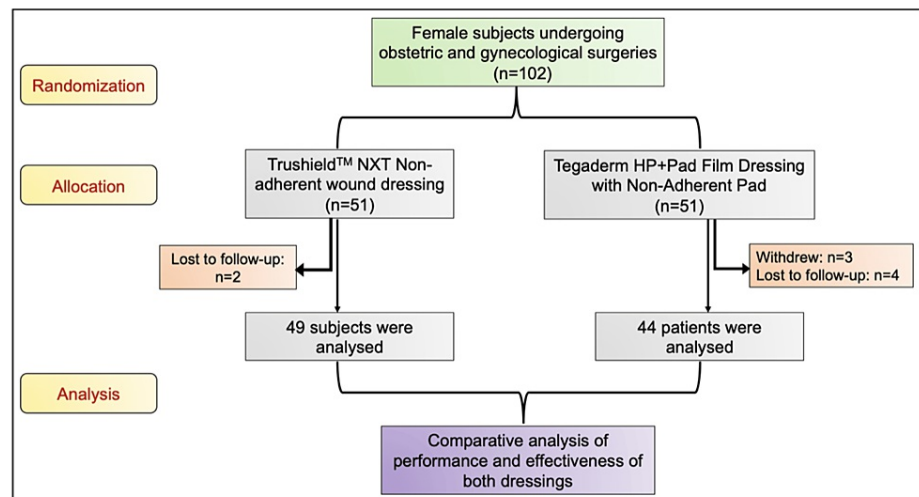 Female subjects undergoing
obstetric and gynecological surgeries
(n=102)
Randomization
Trushield™ NXT Non-
adherent wound dressing
(n=51)
Tegaderm HP+Pad Film Dressing
with Non-Adherent Pad
(n=51)
Allocation
Lost to follow-up:
n=2
Withdrew: n=3
Lost to follow-up: n=4
49 subjects were
analysed
44 patients were
analysed
Analysis
Comparative analysis of
performance and effectiveness of
both dressings